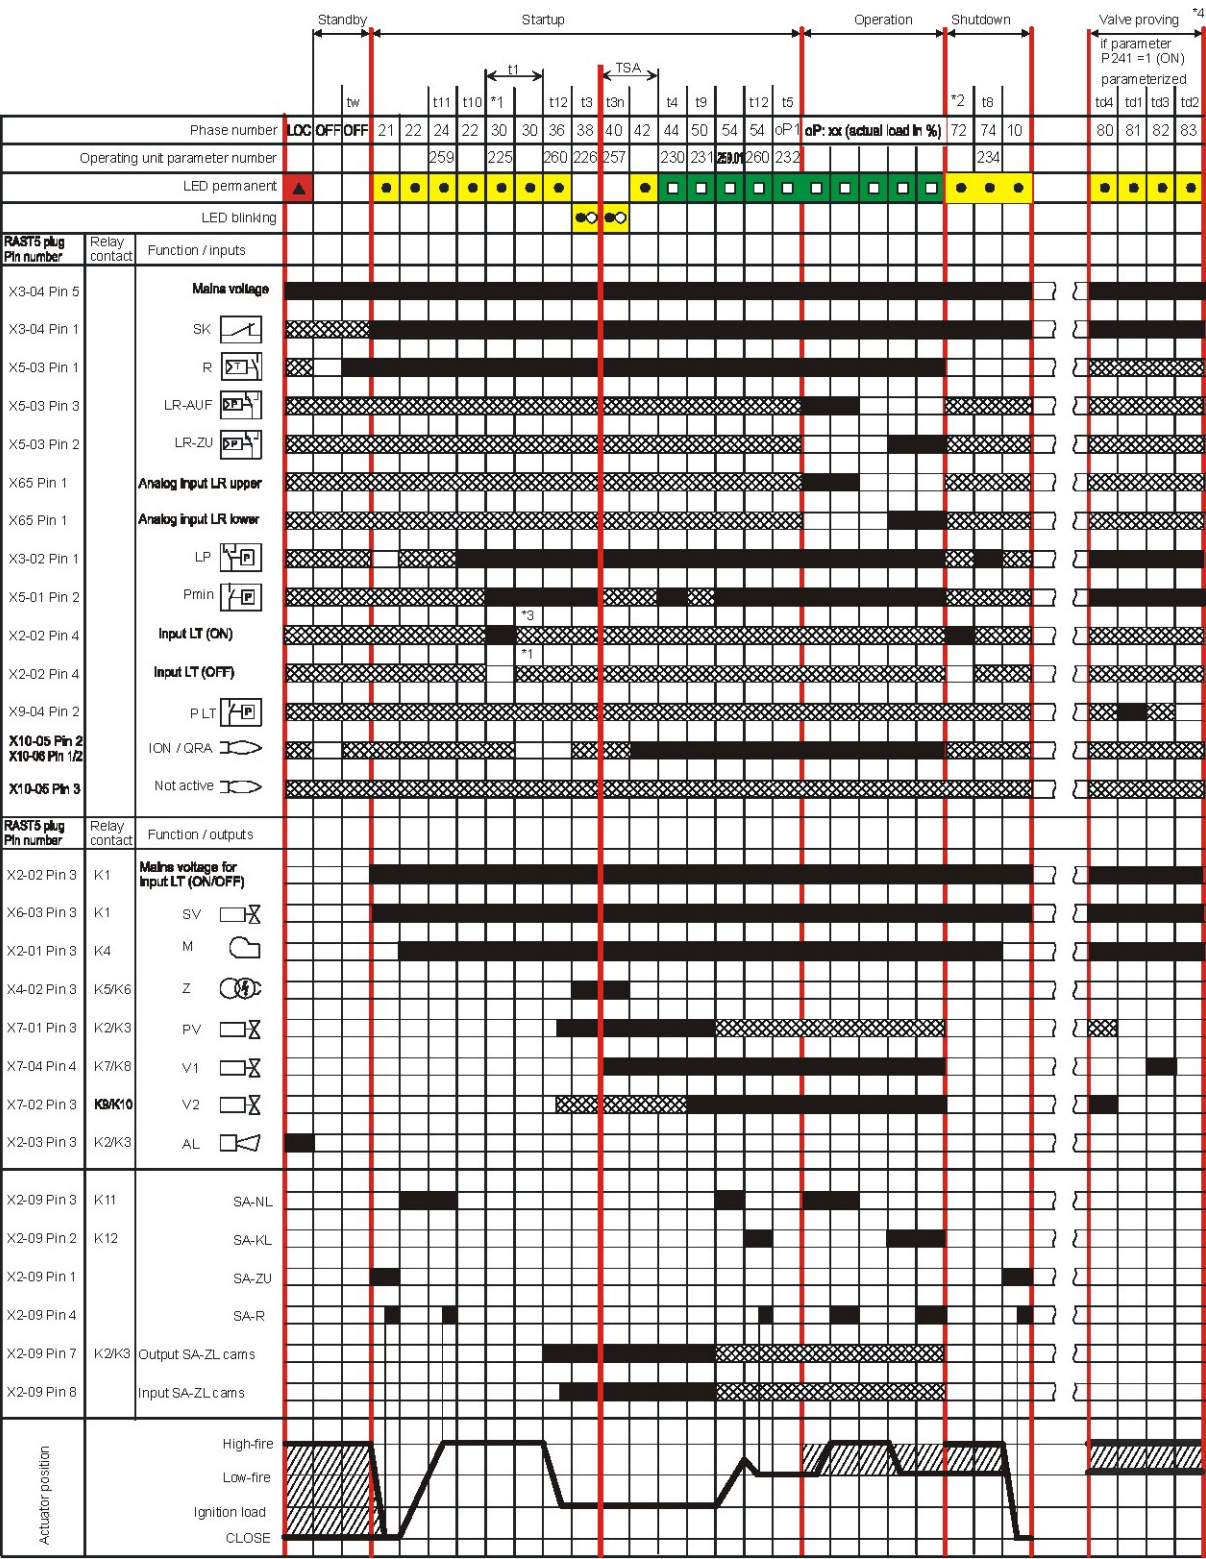 Standby Startup Operation Shutdown Valve proving *4
if parameter
P241 =1 (ON)
parameterized
t1 TSA
tw t11 t10 *1 t12 t3 t3n t4 t9 t12 t5 *2 t8 td4 td1 td3 td2
Phase number LOC OFF OFF 21 22 24 22 30 30 36 38 40 42 44 50 54 54 oP1 oP: xx (actual load in %) 72 74 10 80 81 82 83
Operating unit parameter number 259 225 260 226 257 230 231 259.01 260 232 234
LED permanent
LED blinking
RAST5 plug Relay
Pin number contact Function / inputs
X3-04 Pin 5 Mains voltage
X3-04 Pin 1 SK
X5-03 Pin 1 R
X5-03 Pin 3 LR-AUF
X5-03 Pin 2 LR-ZU
X65 Pin 1 Analog input LR upper
X65 Pin 1 Analog input LR lower
X3-02 Pin 1 LP
X5-01 Pin 2 Pmin
*3
X2-02 Pin 4 Input LT (ON)
*1
X2-02 Pin 4 Input LT (OFF)
X9-04 Pin 2 P LT
X10-05 Pin 2
X10-06 Pin 1/2 ION / QRA
X10-05 Pin 3 Not active
RAST5 plug Relay
Pin number contact Function / outputs
Mains voltage for
X2-02 Pin 3 K1 input LT (ON/OFF)
X6-03 Pin 3 K1 SV
X2-01 Pin 3 K4 M
X4-02 Pin 3 K5/K6 Z
X7-01 Pin 3 K2/K3 PV
X7-04 Pin 4 K7/K8 V1
X7-02 Pin 3 K9/K10 V2
X2-03 Pin 3 K2/K3 AL
X2-09 Pin 3 K11 SA-NL
X2-09 Pin 2 K12 SA-KL
X2-09 Pin 1 SA-ZU
X2-09 Pin 4 SA-R
X2-09 Pin 7 K2/K3 Output SA-ZL cams
X2-09 Pin 8 Input SA-ZL cams
Actuator position
High-fire
Low-fire
Ignition load
CLOSE